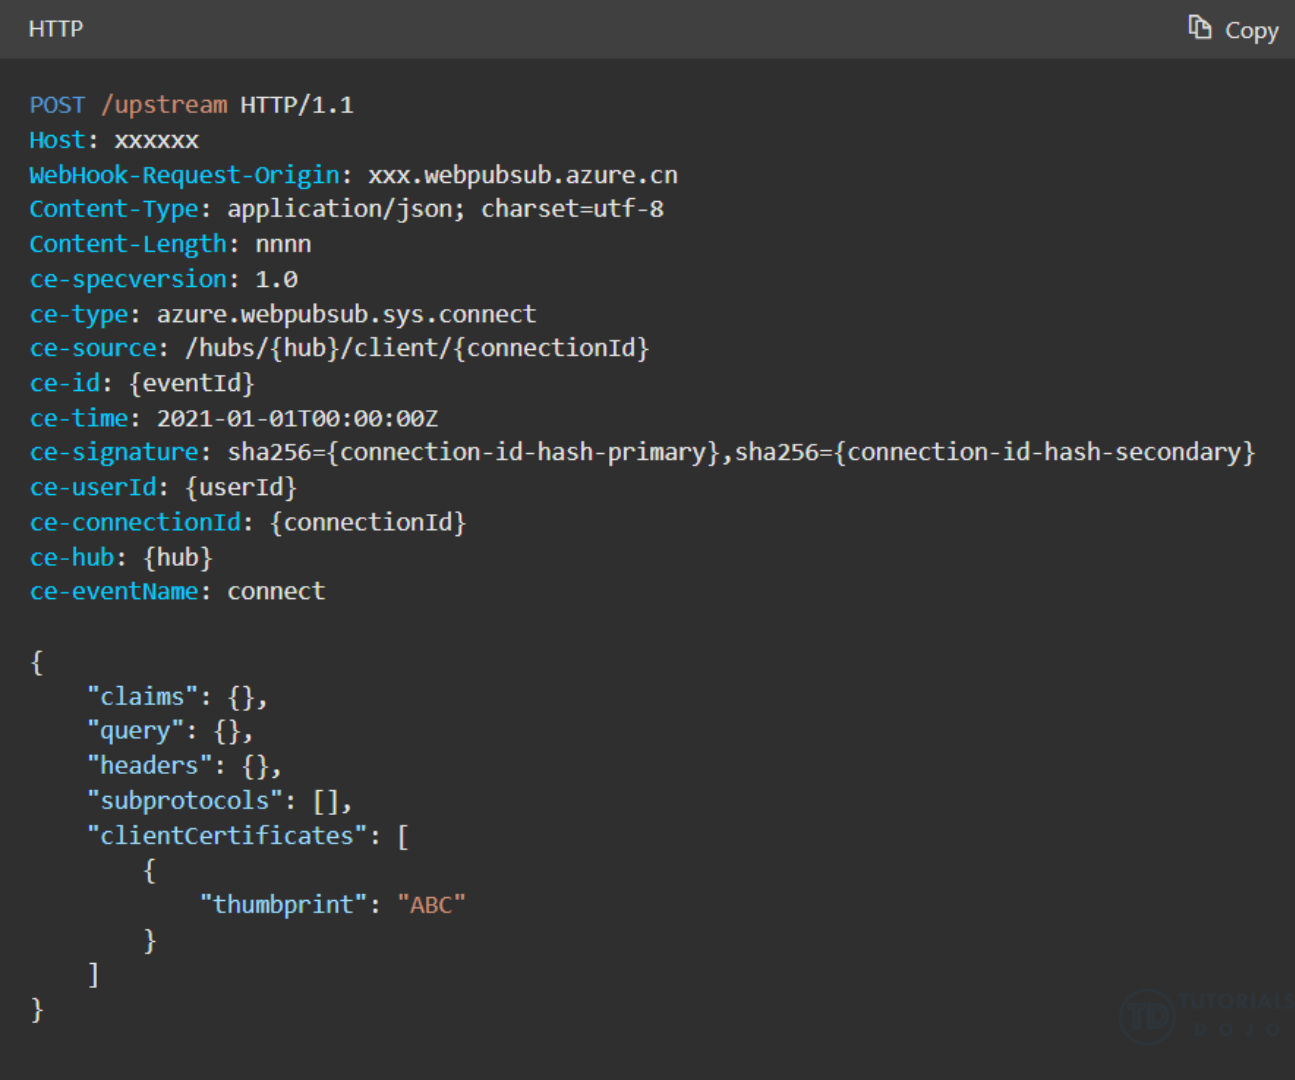 HTTP
Copy
POST /upstream HTTP/1.1
Host: xxxxxx
WebHook-Request-Origin: xxx.webpubsub.azure.cn
Content-Type: application/json; charset=utf-8
Content-Length: nnnn
ce-specversion: 1.0
ce-type: azure.webpubsub.sys.connect
ce-source: /hubs/{hub}/client/{connectionId}
ce-id: {eventId}
ce-time: 2021-01-01T00:00:00Z
ce-signature: sha256={connection-id-hash-primary},sha256={connection-id-hash-secondary}
ce-userId: {userId}
ce-connectionId: {connectionId}
ce-hub: {hub}
ce-eventName: connect
{
    "claims": {},
    "query": {},
    "headers": {},
    "subprotocols": [],
    "clientCertificates": [
        {
            "thumbprint": "ABC"
        }
    ]
}
TD
TUTORIALS
DOJO